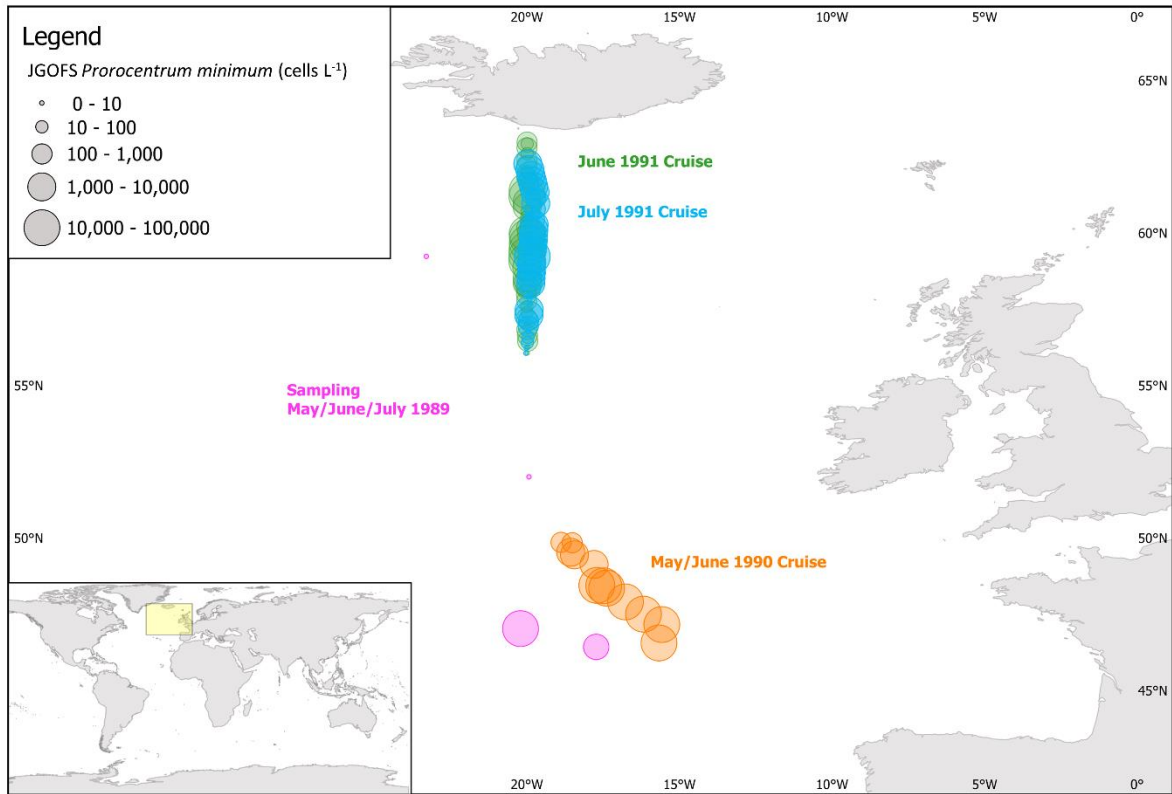 20°W 15°W 10°W 5°W 0°
Legend
JGOFS Prorocentrum minimum (cells L⁻¹)
0 - 10
10 - 100
100 - 1,000
1,000 - 10,000
10,000 - 100,000
65°N
June 1991 Cruise
July 1991 Cruise
60°N
55°N 55°N
Sampling
May/June/July 1989
50°N 50°N
May/June 1990 Cruise
45°N
20°W 15°W 10°W 5°W 0°